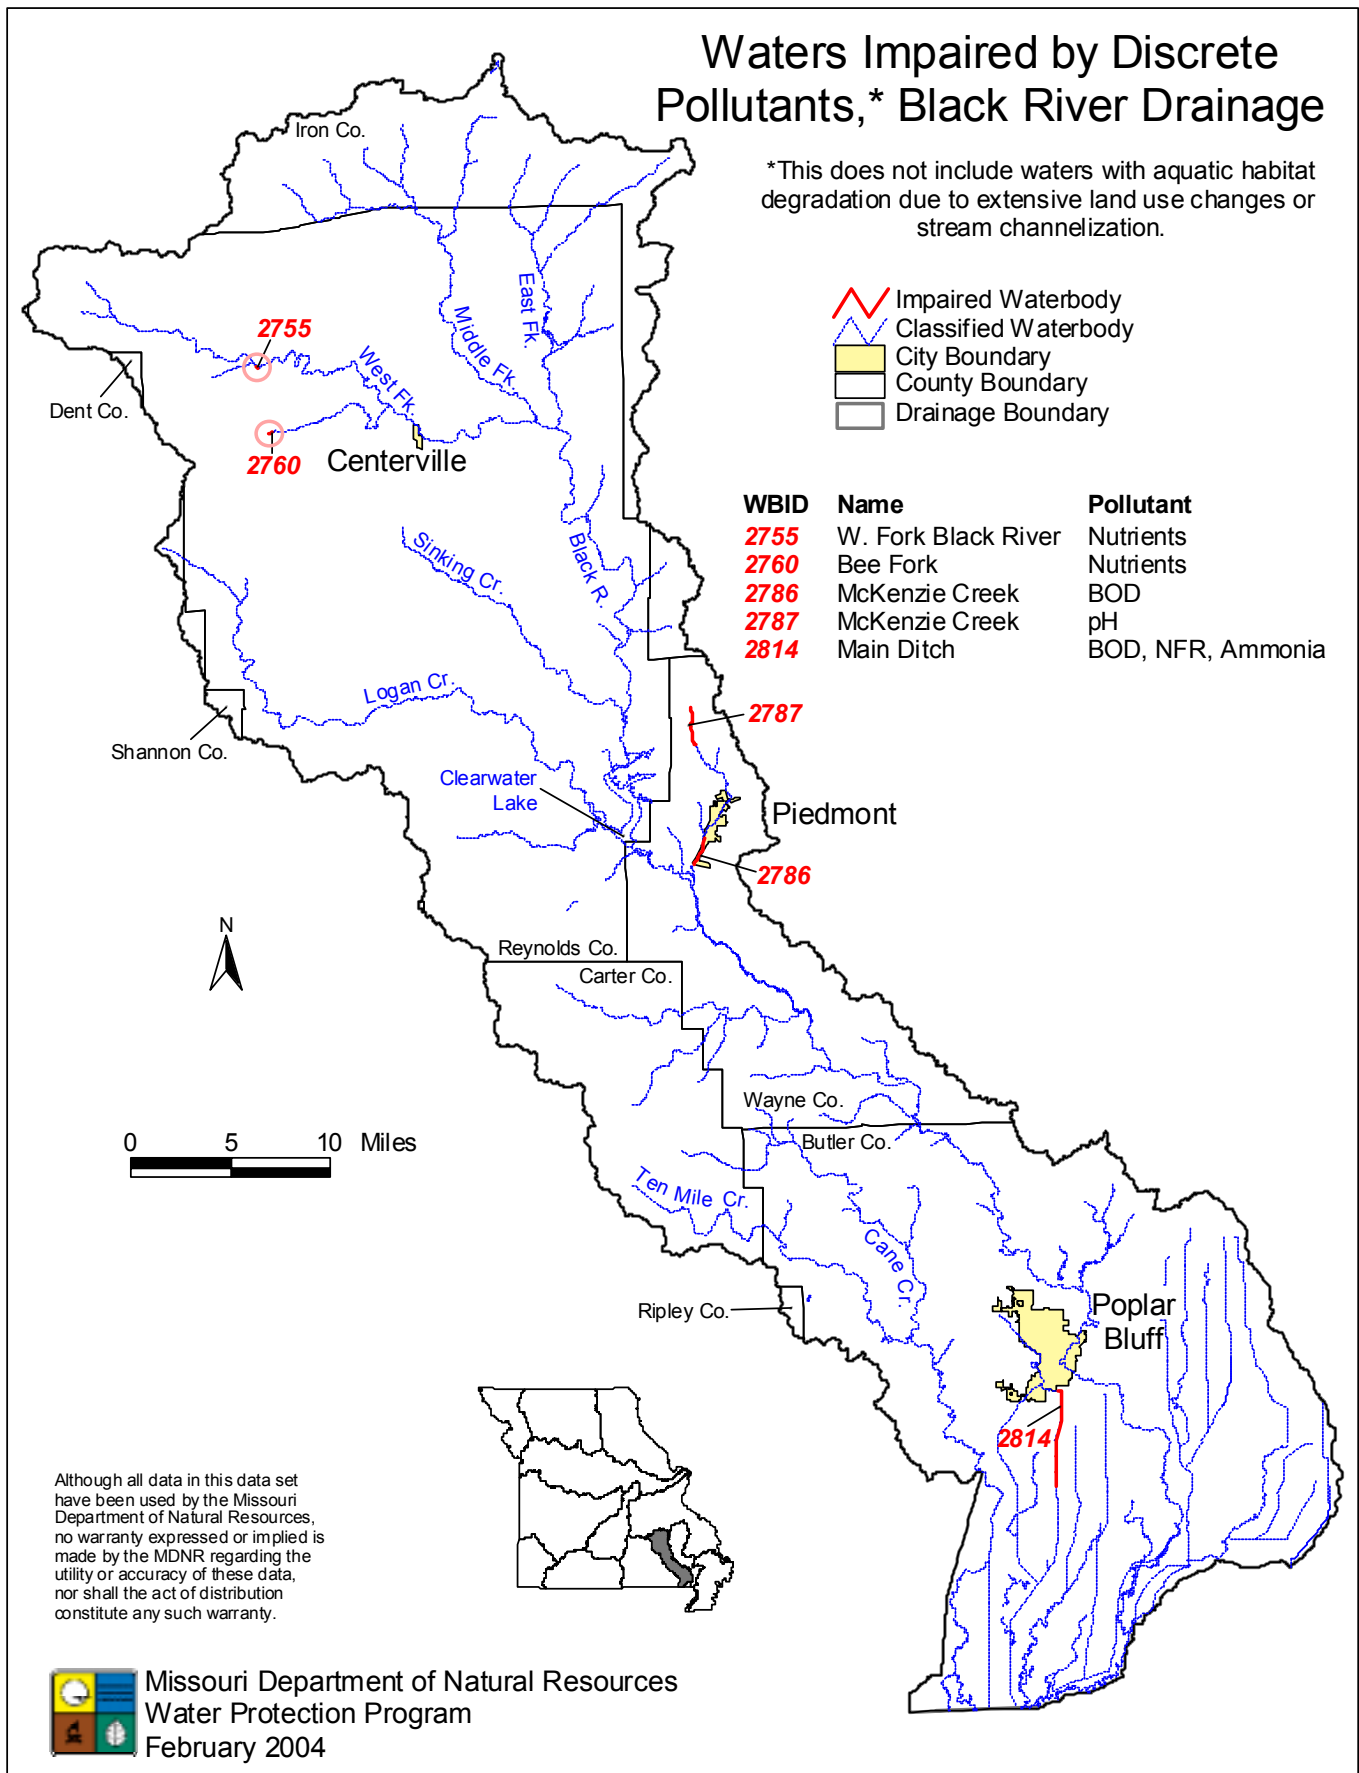 Waters Impaired by Discrete
Pollutants,* Black River Drainage
*This does not include waters with aquatic habitat
degradation due to extensive land use changes or
stream channelization.
Impaired Waterbody
Classified Waterbody
City Boundary
County Boundary
Drainage Boundary
WBID Name Pollutant
2755 W. Fork Black River Nutrients
2760 Bee Fork Nutrients
2786 McKenzie Creek BOD
2787 McKenzie Creek pH
2814 Main Ditch BOD, NFR, Ammonia
Iron Co.
East Fk.
Middle Fk.
2755
West Fk.
Dent Co.
2760
Centerville
Sinking Cr.
Black R.
Logan Cr.
2787
Shannon Co.
Clearwater
Lake
Piedmont
2786
N
Reynolds Co.
Carter Co.
Wayne Co.
Butler Co.
0 5 10 Miles
Ten Mile Cr.
Cane Cr.
Ripley Co.
Poplar
Bluff
2814
Although all data in this data set
have been used by the Missouri
Department of Natural Resources,
no warranty expressed or implied is
made by the MDNR regarding the
utility or accuracy of these data,
nor shall the act of distribution
constitute any such warranty.
Missouri Department of Natural Resources
Water Protection Program
February 2004